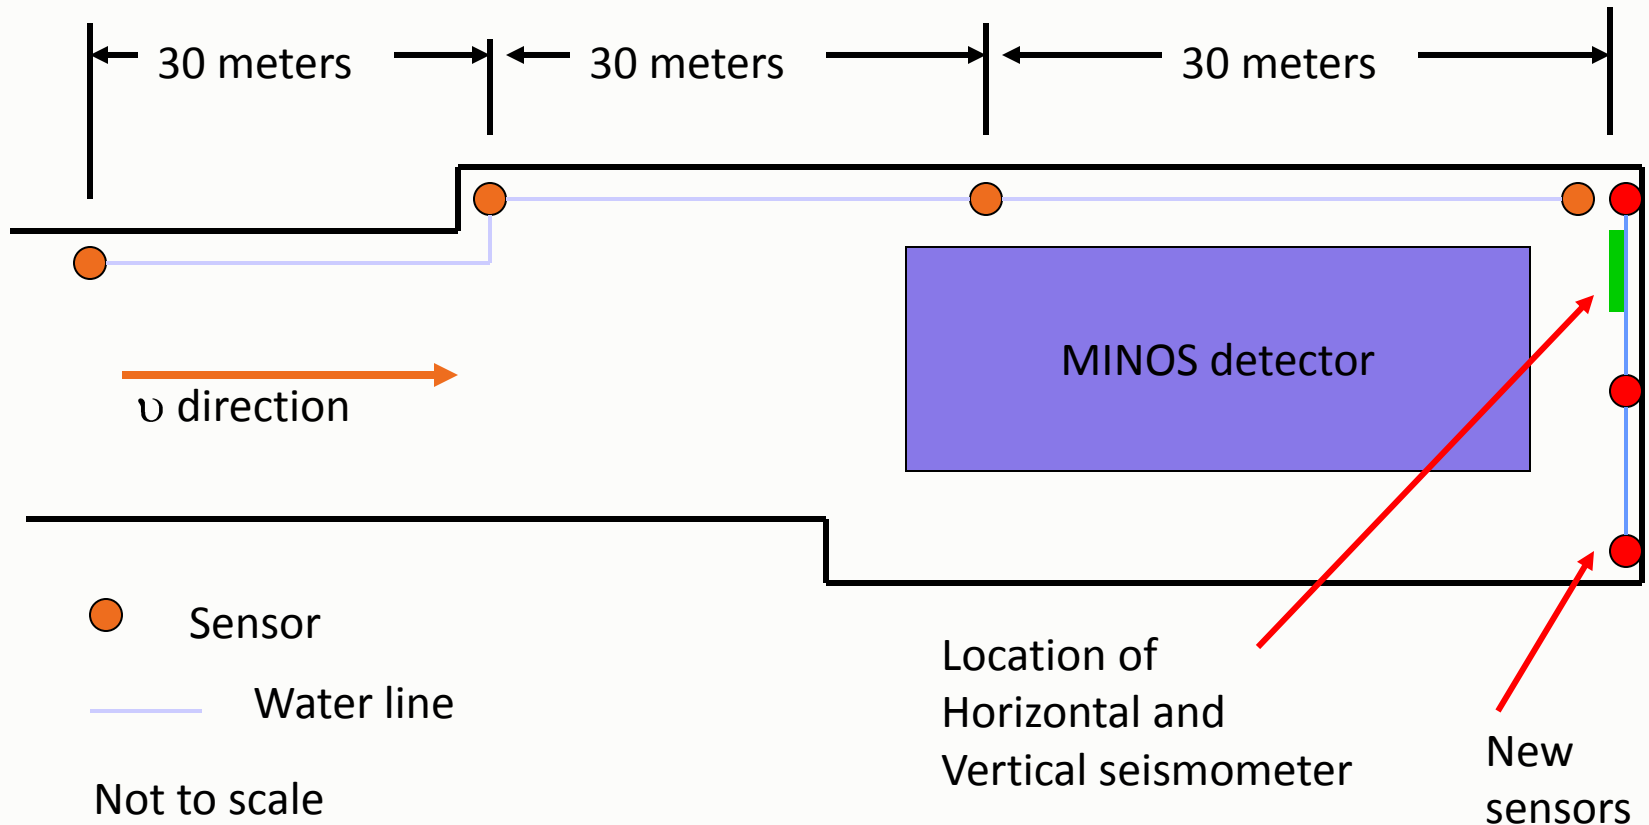 30 meters
30 meters
30 meters
MINOS detector
υ direction
Sensor
Water line
Not to scale
Location of
Horizontal and
Vertical seismometer
New
sensors